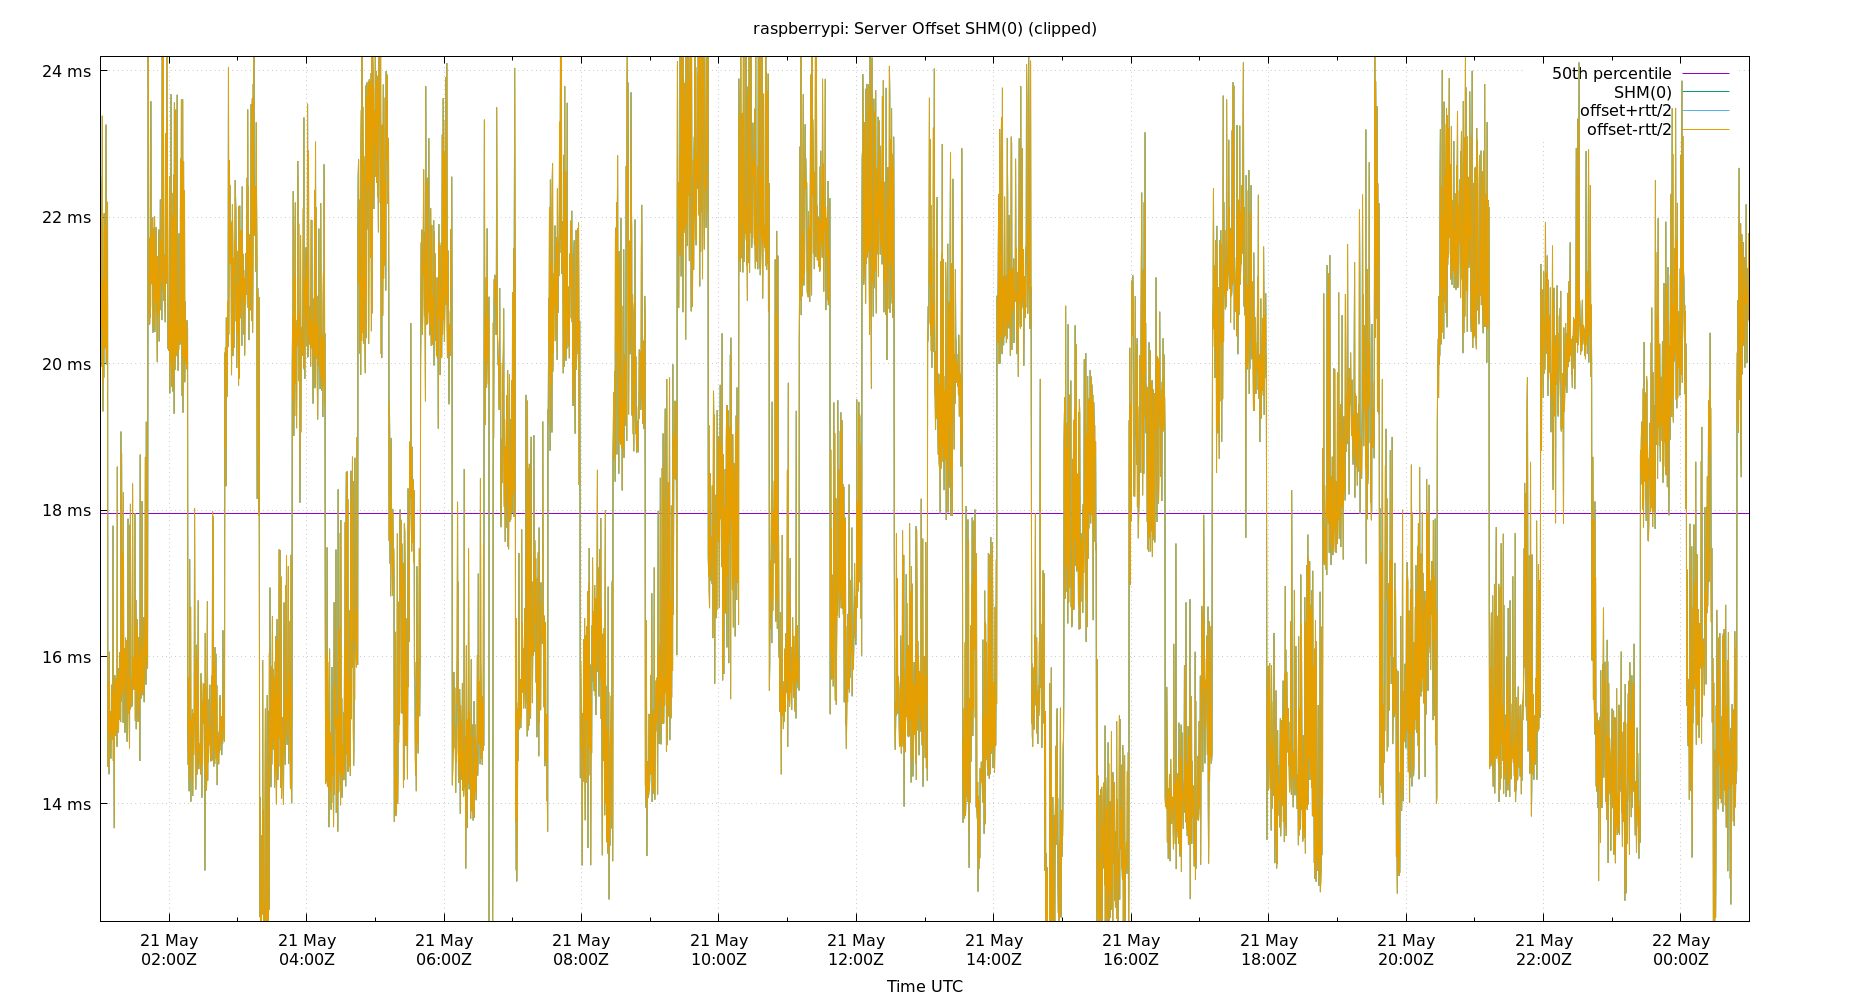 raspberrypi: Server Offset SHM(0) (clipped)
24 ms
22 ms
20 ms
18 ms
16 ms
14 ms
50th percentile
SHM(0)
offset+rtt/2
offset-rtt/2
21 May 21 May 21 May 21 May 21 May 21 May 21 May 21 May 21 May 21 May 21 May 22 May
02:00Z 04:00Z 06:00Z 08:00Z 10:00Z 12:00Z 14:00Z 16:00Z 18:00Z 20:00Z 22:00Z 00:00Z
Time UTC